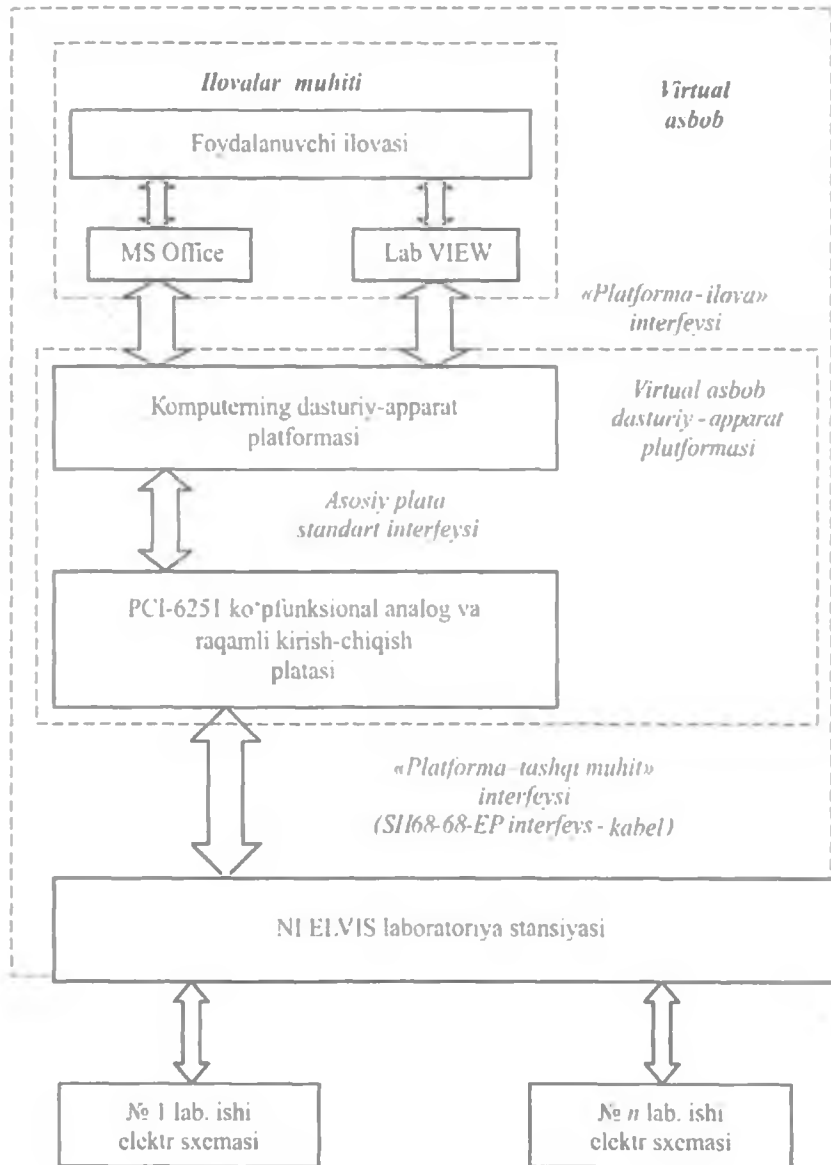 Ilovalar muhiti
Virtual
asbob
Foydalanuvchi ilovasi
MS Office
Lab VIEW
«Platforma-ilava»
interfeysi
Komputerning dasturiy-apparat
platformasi
Virtual asbob
dasturiy-apparat
plutformasi
Asosiy plata
standart interfeysi
PCI-6251 ko‘pfunksional analog va
raqamli kirish-chiqish
platasi
«Platforma–tashqi muhit»
interfeysi
(SH68-68-EP interfeys-kabel)
NI ELVIS laboratoriya stansiyasi
№ 1 lab. ishi
elektr sxemasi
№ n lab. ishi
elektr sxemasi